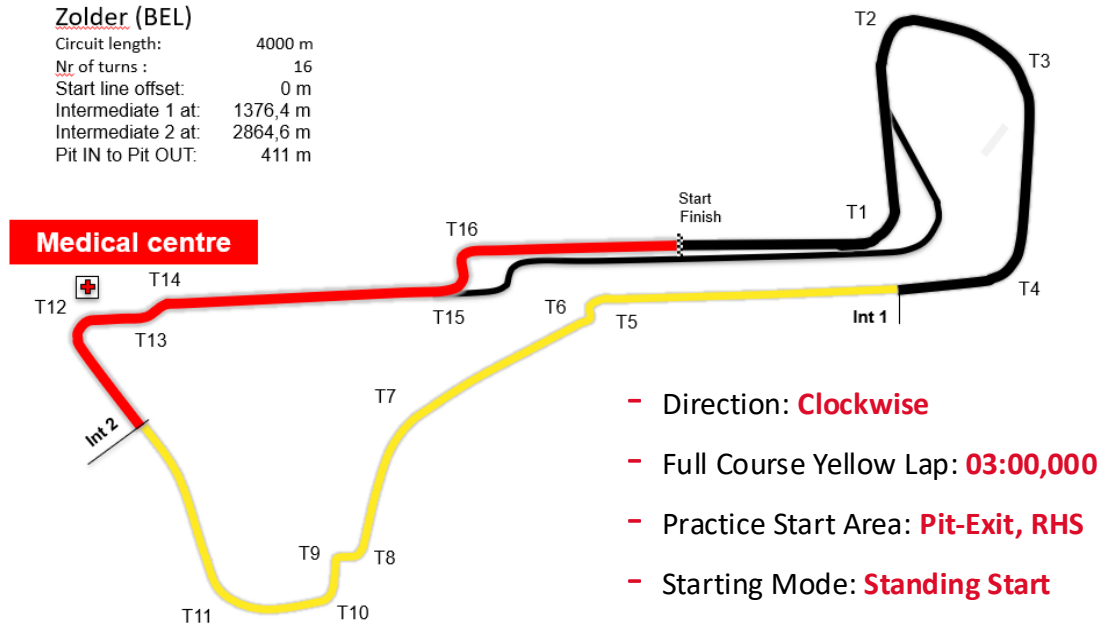 Zolder (BEL)
Circuit length: 4000 m
Nr of turns : 16
Start line offset: 0 m
Intermediate 1 at: 1376,4 m
Intermediate 2 at: 2864,6 m
Pit IN to Pit OUT: 411 m
T2
T3
Start
Finish
T1
T16
Medical centre
T14
T12
T13
T15
T6
T5
T4
Int 1
T7
Int 2
T9
T8
T10
T11
- Direction: Clockwise
- Full Course Yellow Lap: 03:00,000
- Practice Start Area: Pit-Exit, RHS
- Starting Mode: Standing Start